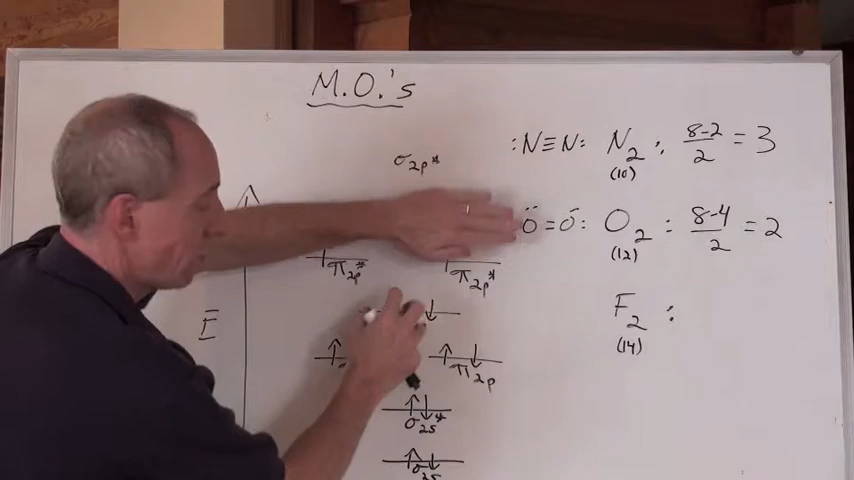 M.O.'s
:N≡N: N₂ : 8-2/2 = 3
(10)
σ₂p*
Ö=Ö: O₂ : 8-4/2 = 2
(12)
π₂p* π₂p*
E
F₂ :
(14)
π₂p
σ₂s*
σ₂s